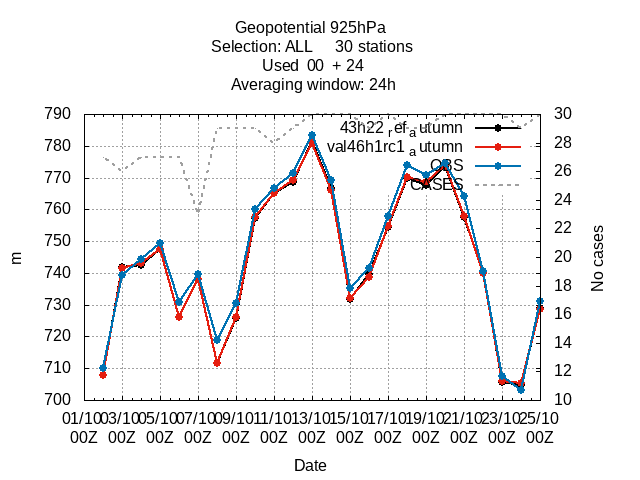 Geopotential 925hPa
Selection: ALL 30 stations
Used 00 + 24
Averaging window: 24h
790
780
770
760
750
740
730
720
710
700
m
43h22 refautumn
val46h1rc1 autumn
OBS
CASES
30
28
26
24
22
20
18
16
14
12
10
No cases
01/10 03/10 05/10 07/10 09/10 11/10 13/10 15/10 17/10 19/10 21/10 23/10 25/10
00Z 00Z 00Z 00Z 00Z 00Z 00Z 00Z 00Z 00Z 00Z 00Z 00Z
Date